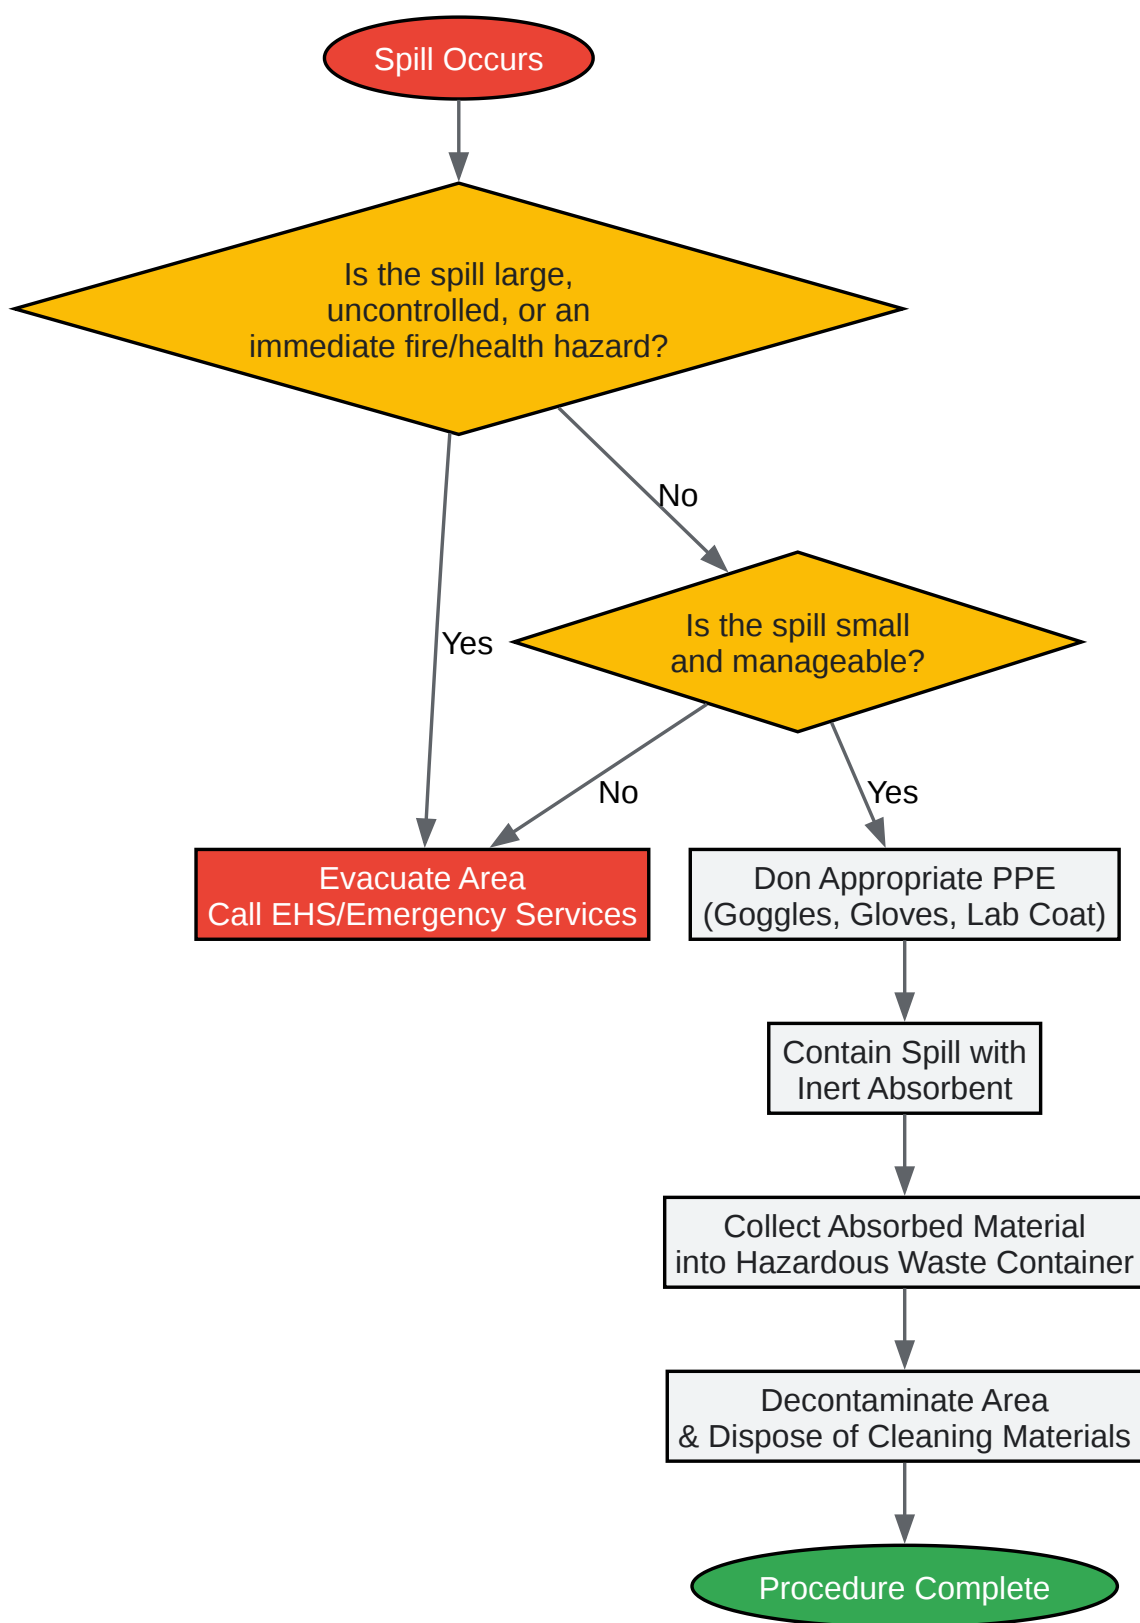 Spill Occurs
Is the spill large,
uncontrolled, or an
immediate fire/health hazard?
No
Is the spill small
and manageable?
Yes
No
Yes
Evacuate Area
Call EHS/Emergency Services
Don Appropriate PPE
(Goggles, Gloves, Lab Coat)
Contain Spill with
Inert Absorbent
Collect Absorbed Material
into Hazardous Waste Container
Decontaminate Area
& Dispose of Cleaning Materials
Procedure Complete